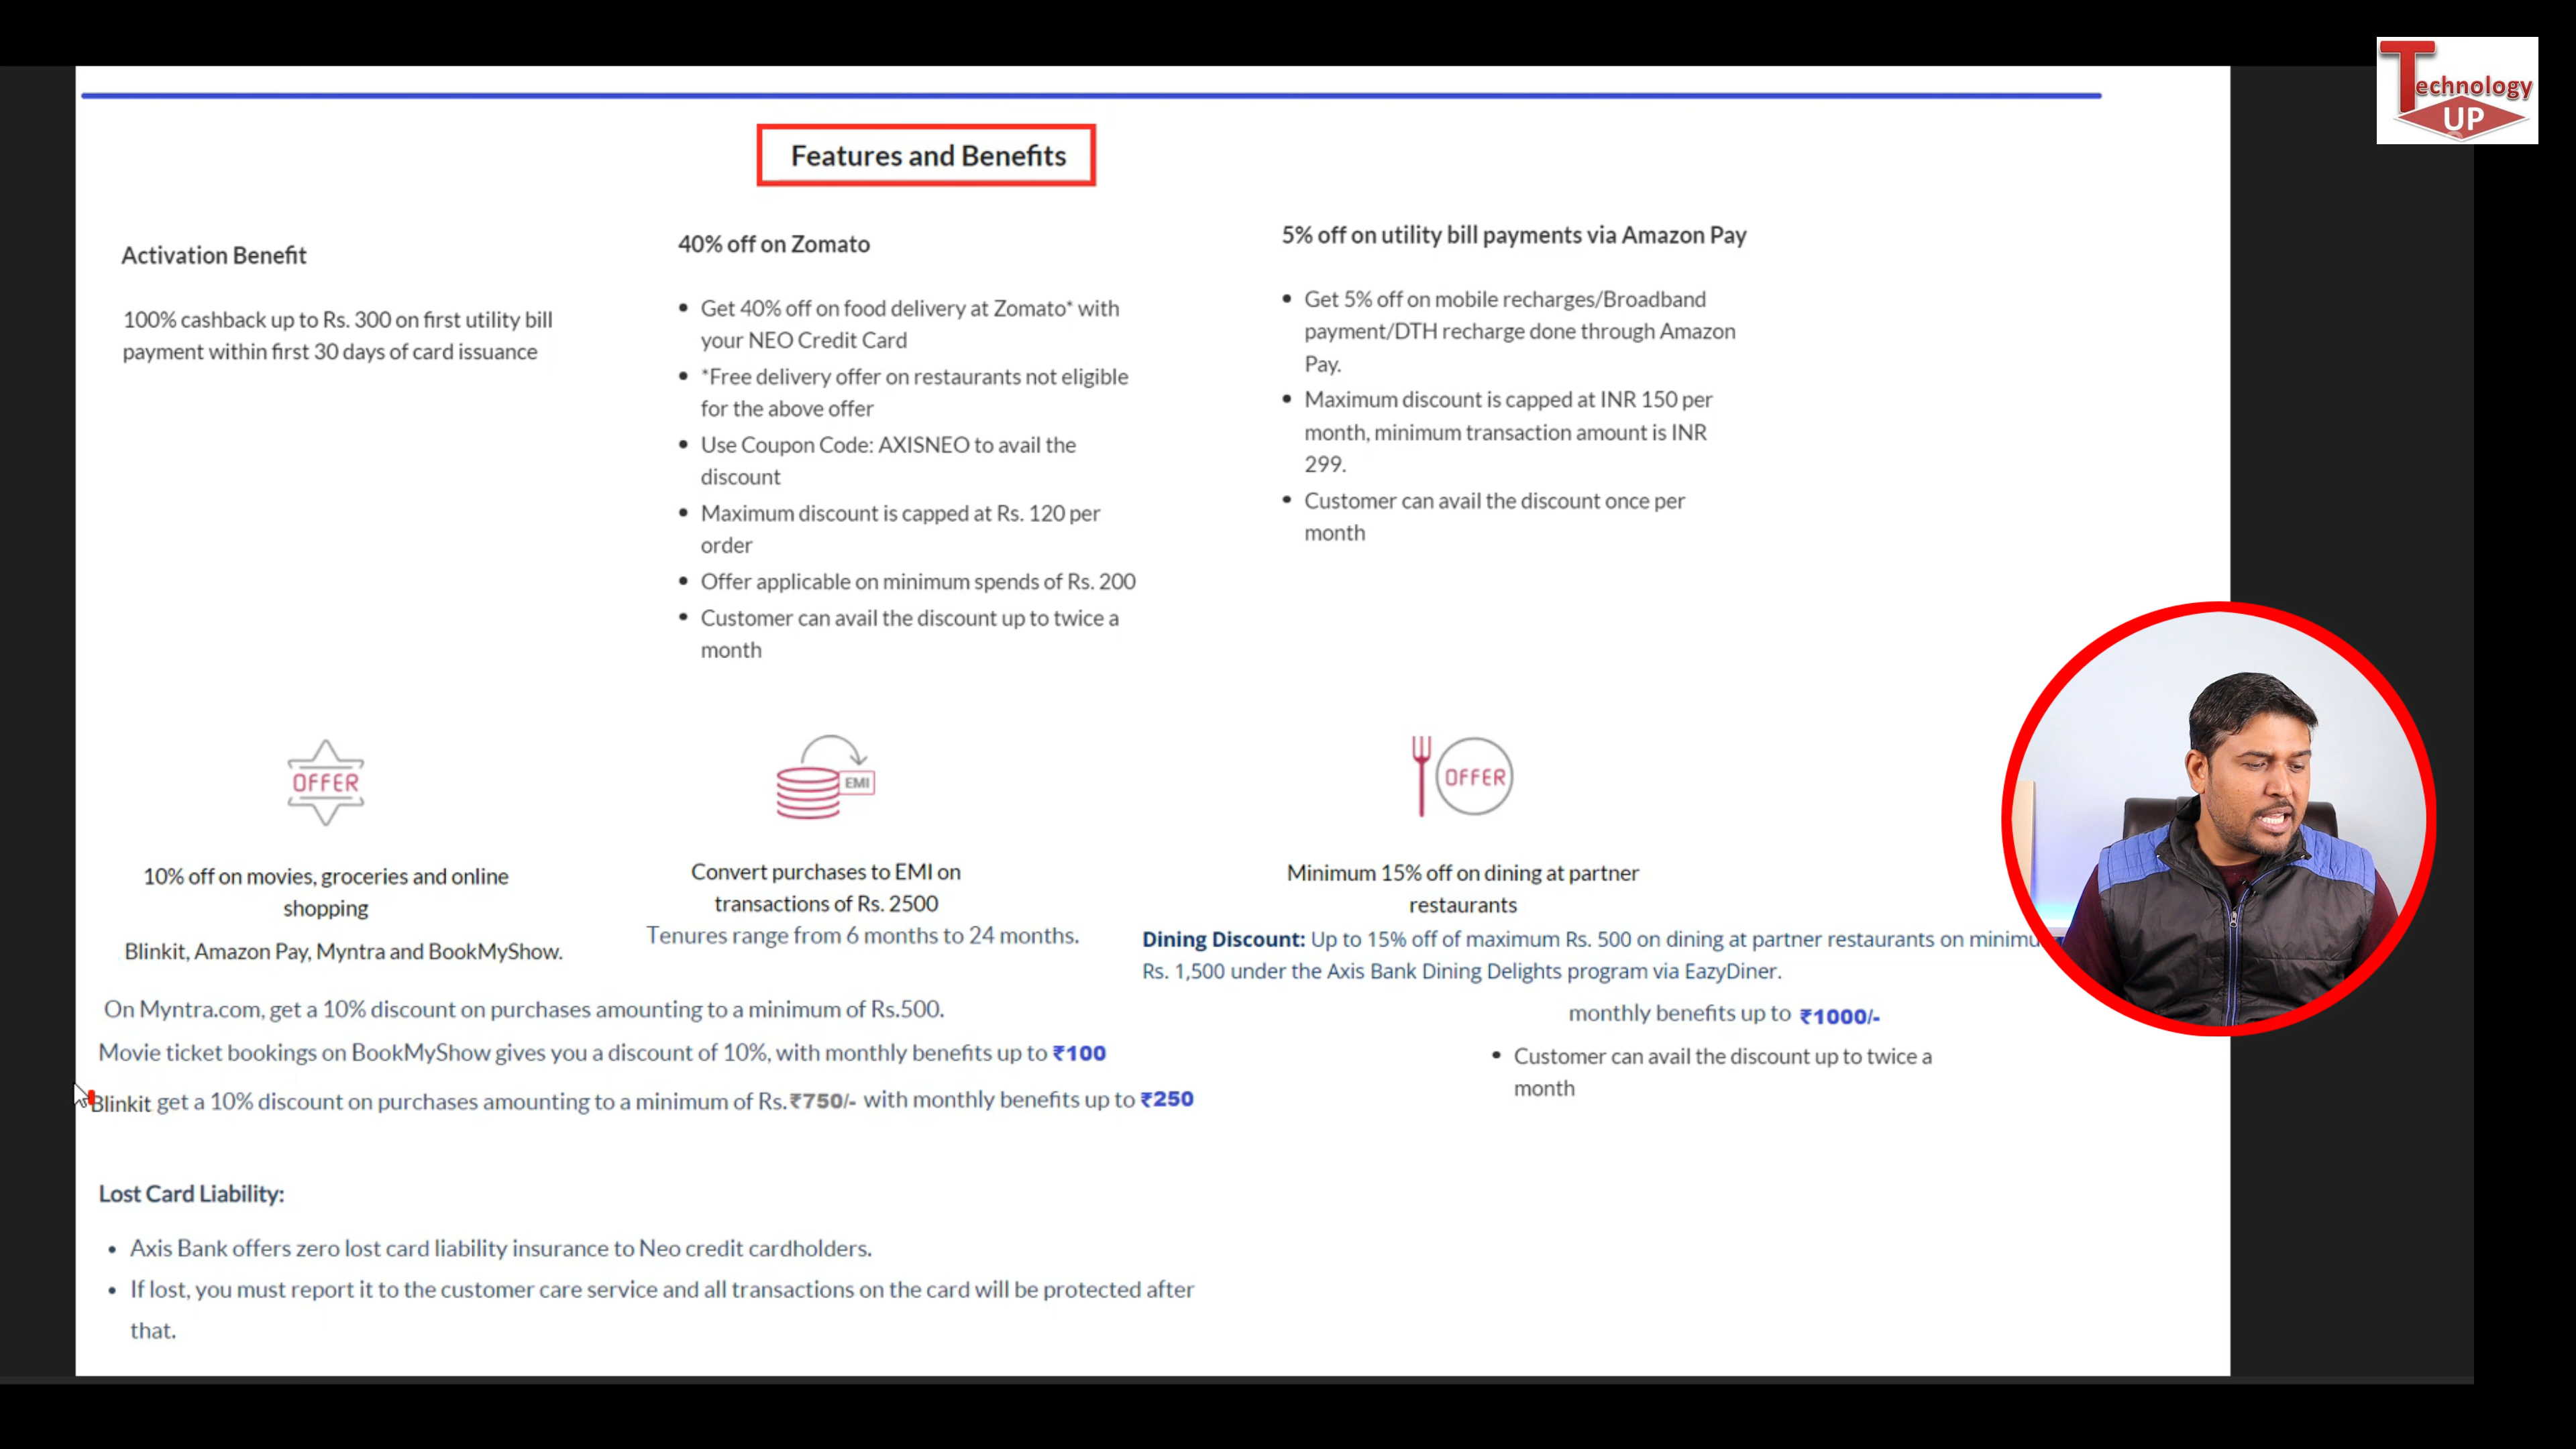 Technology
UP
Features and Benefits
Activation Benefit
100% cashback up to Rs. 300 on first utility bill
payment within first 30 days of card issuance
40% off on Zomato
• Get 40% off on food delivery at Zomato* with
your NEO Credit Card
• *Free delivery offer on restaurants not eligible
for the above offer
• Use Coupon Code: AXISNEO to avail the
discount
• Maximum discount is capped at Rs. 120 per
order
• Offer applicable on minimum spends of Rs. 200
• Customer can avail the discount up to twice a
month
5% off on utility bill payments via Amazon Pay
• Get 5% off on mobile recharges/Broadband
payment/DTH recharge done through Amazon
Pay.
• Maximum discount is capped at INR 150 per
month, minimum transaction amount is INR
299.
• Customer can avail the discount once per
month
OFFER
10% off on movies, groceries and online
shopping
Blinkit, Amazon Pay, Myntra and BookMyShow.
EMI
Convert purchases to EMI on
transactions of Rs. 2500
Tenures range from 6 months to 24 months.
OFFER
Minimum 15% off on dining at partner
restaurants
Dining Discount: Up to 15% off of maximum Rs. 500 on dining at partner restaurants on
Rs. 1,500 under the Axis Bank Dining Delights program via EazyDiner.
monthly benefits up to ₹1000/-
• Customer can avail the discount up to twice a
month
On Myntra.com, get a 10% discount on purchases amounting to a minimum of Rs.500.
Movie ticket bookings on BookMyShow gives you a discount of 10%, with monthly benefits up to ₹100
Blinkit get a 10% discount on purchases amounting to a minimum of Rs.₹750/- with monthly benefits up to ₹250
Lost Card Liability:
• Axis Bank offers zero lost card liability insurance to Neo credit cardholders.
• If lost, you must report it to the customer care service and all transactions on the card will be protected after
that.